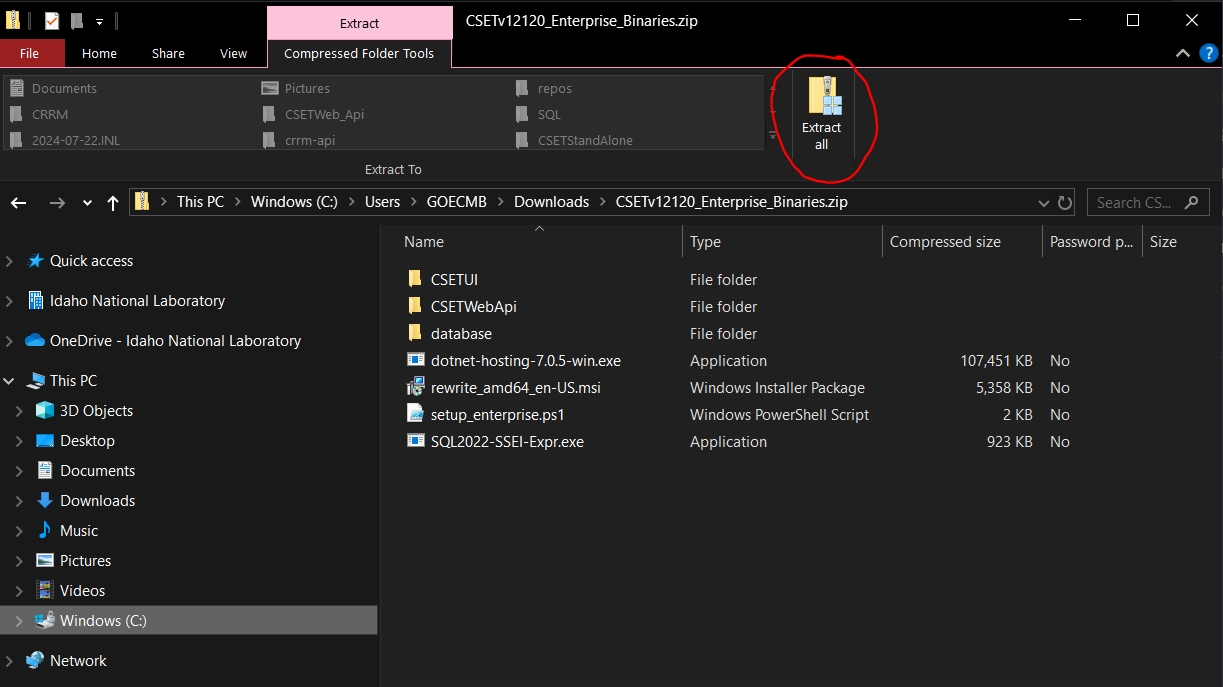 Extract
CSETv12120_Enterprise_Binaries.zip
File
Home
Share
View
Compressed Folder Tools
?
Documents
Pictures
repos
CRRM
CSETWeb_Api
SQL
2024-07-22.INL
crrm-api
CSETStandAlone
Extract
all
Extract To
This PC > Windows (C:) > Users > GOECMB > Downloads > CSETv12120_Enterprise_Binaries.zip
Search CS...
Name Type Compressed size Password p... Size
Quick access
Idaho National Laboratory
OneDrive - Idaho National Laboratory
This PC
3D Objects
Desktop
Documents
Downloads
Music
Pictures
Videos
Windows (C:)
Network
CSETUI File folder
CSETWebApi File folder
database File folder
dotnet-hosting-7.0.5-win.exe Application 107,451 KB No
rewrite_amd64_en-US.msi Windows Installer Package 5,358 KB No
setup_enterprise.ps1 Windows PowerShell Script 2 KB No
SQL2022-SSEI-Expr.exe Application 923 KB No